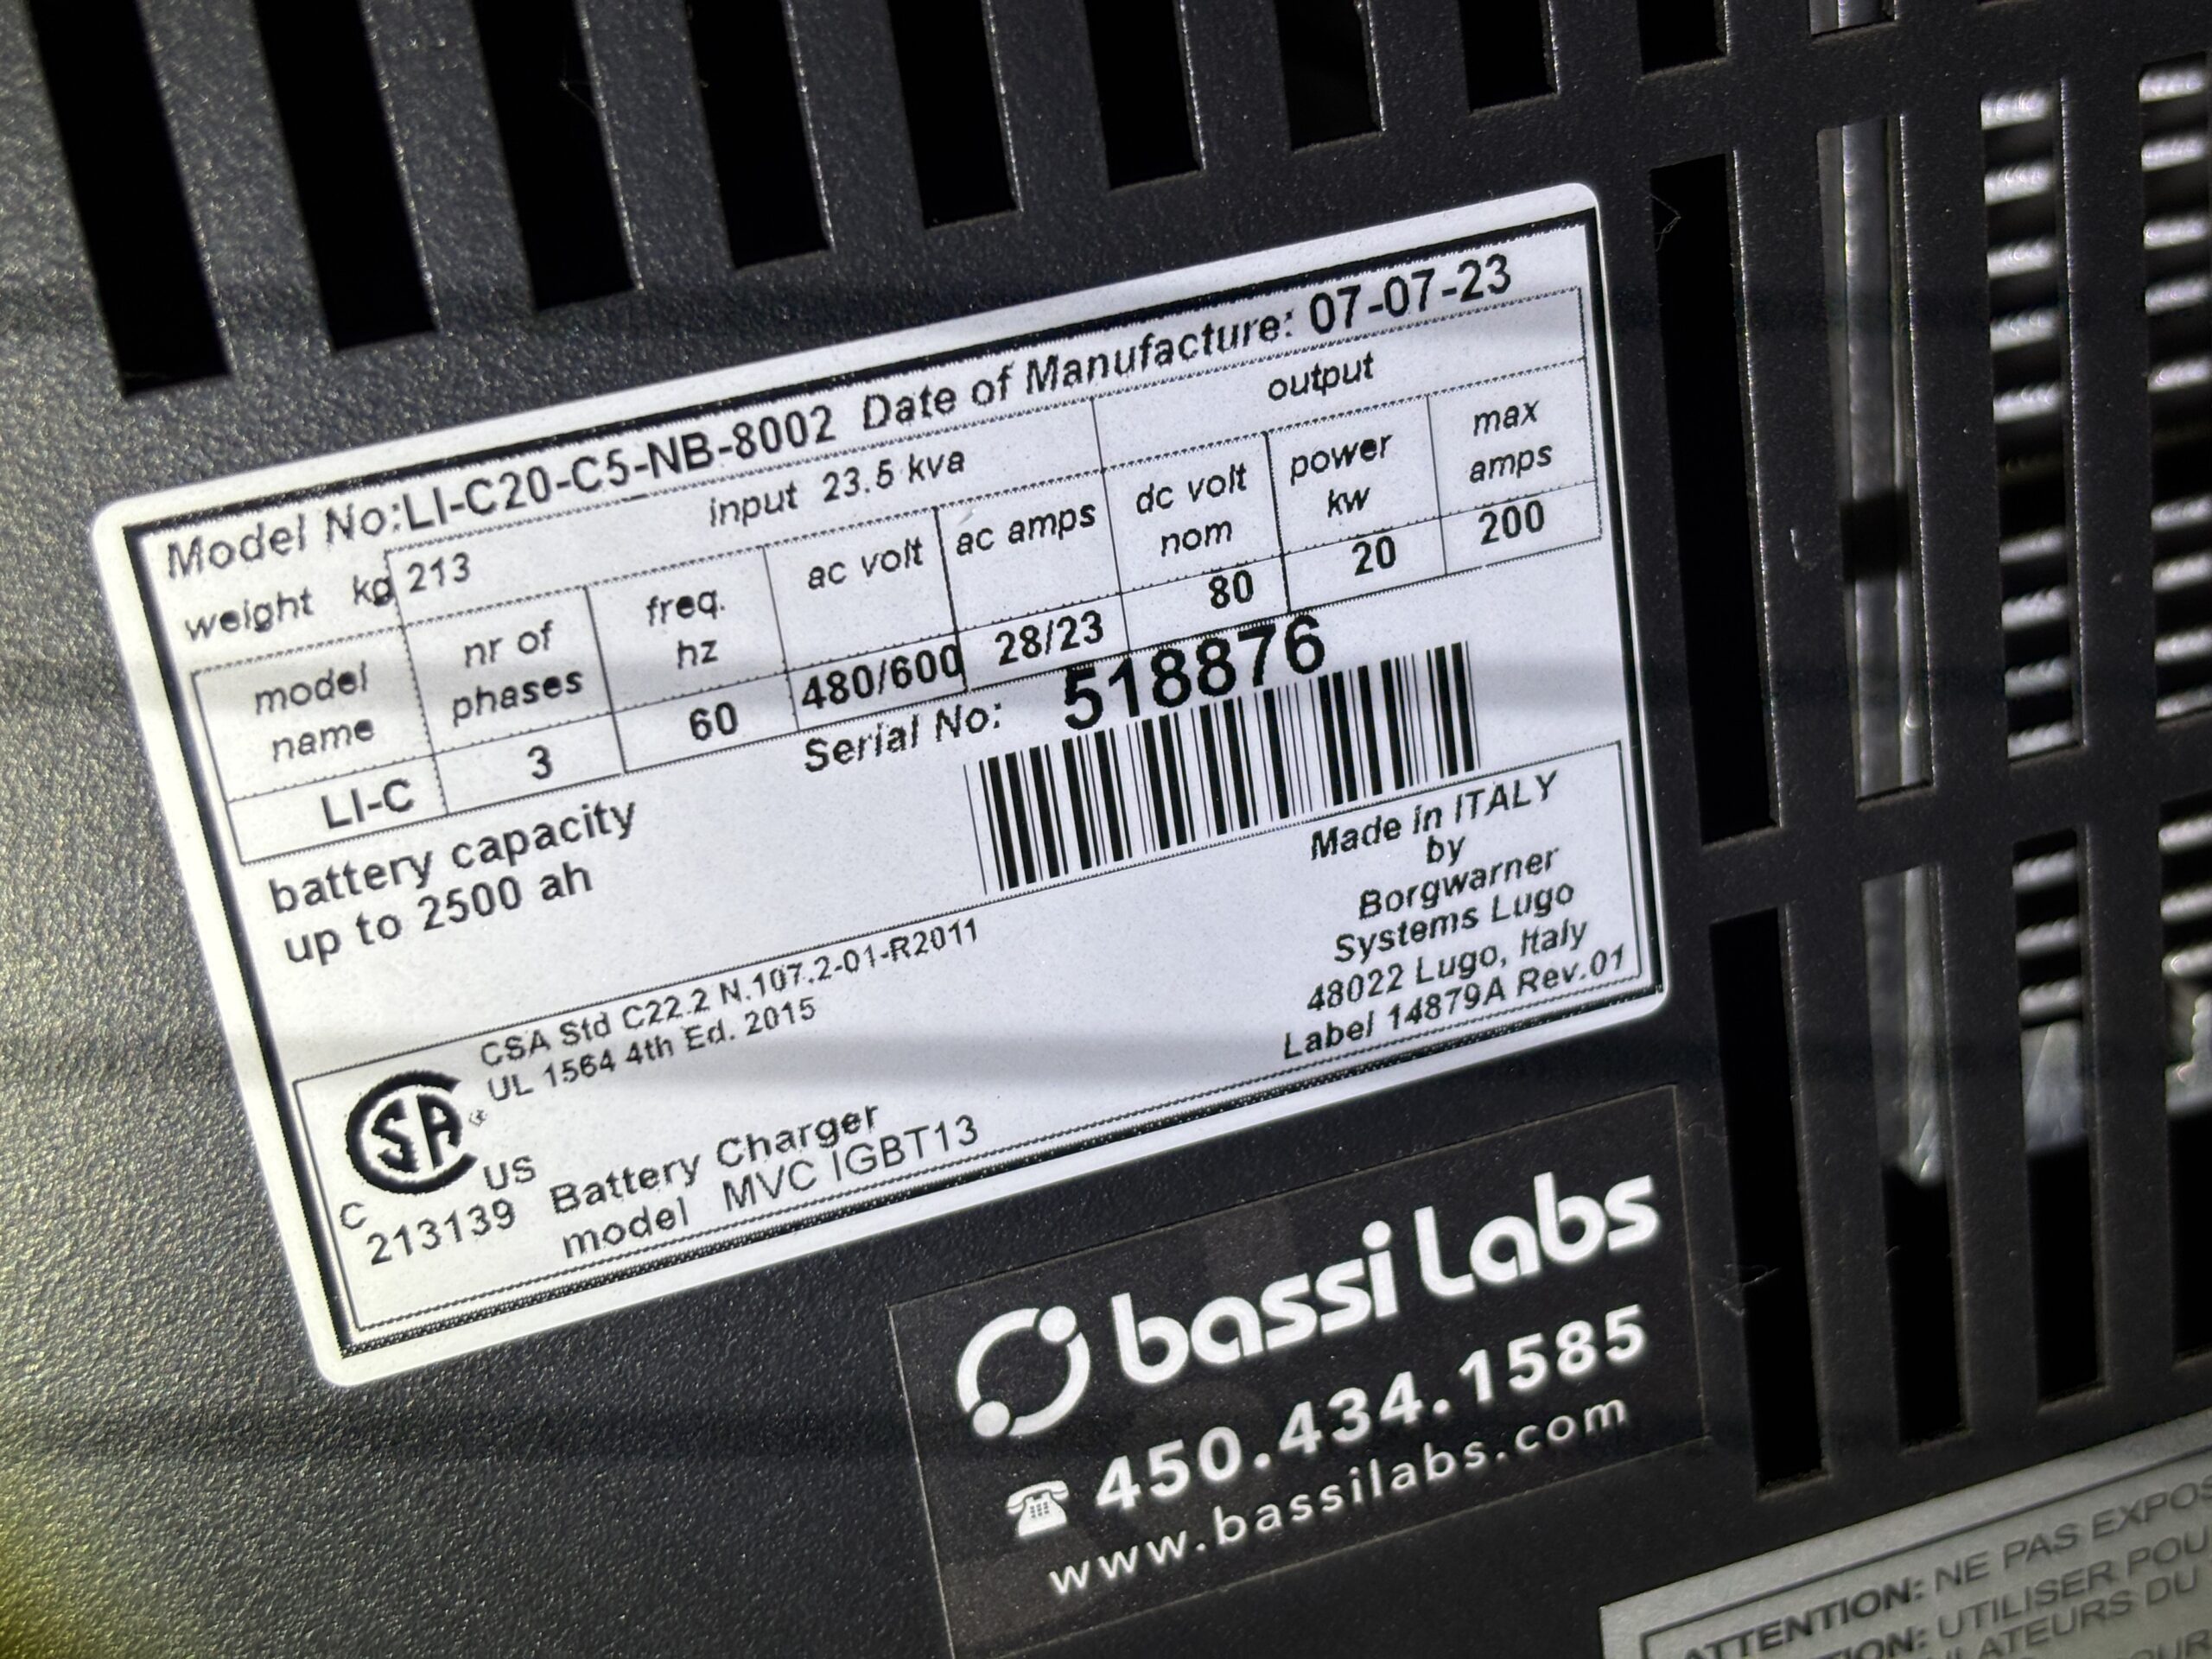 Model No:LI-C20-C5-NB-8002 Date of Manufacture: 07-07-23
weight kg 213 input 23.5 kva output
model name nr of phases freq. hz ac volt ac amps dc volt nom power kw max amps
LI-C 3 60 480/600 28/23 80 20 200
battery capacity
up to 2500 ah
Serial No: 518876
Made in ITALY
by
Borgwarner
Systems Lugo
48022 Lugo, Italy
Label 14879A Rev.01
CSA Std C22.2 N.107.2-01-R2011
UL 1564 4th Ed. 2015
C SA US
213139 Battery Charger
model MVC IGBT13
bassi Labs
450.434.1585
www.bassilabs.com
ATTENTION: NE PAS
UTILISER
DU